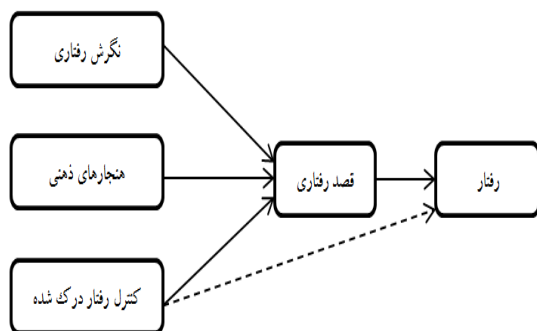 نگرش رفتاری
هنجارهای ذهنی
قصد رفتاری
رفتار
کنترل رفتار درک شده